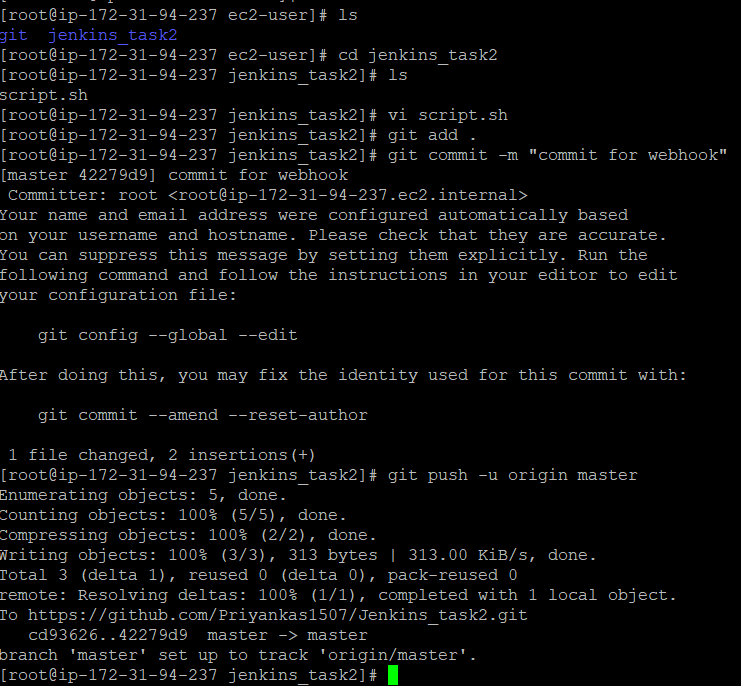 [root@ip-172-31-94-237 ec2-user]# ls
git  jenkins_task2
[root@ip-172-31-94-237 ec2-user]# cd jenkins_task2
[root@ip-172-31-94-237 jenkins_task2]# ls
script.sh
[root@ip-172-31-94-237 jenkins_task2]# vi script.sh
[root@ip-172-31-94-237 jenkins_task2]# git add .
[root@ip-172-31-94-237 jenkins_task2]# git commit -m "commit for webhook"
[master 42279d9] commit for webhook
 Committer: root <root@ip-172-31-94-237.ec2.internal>
Your name and email address were configured automatically based
on your username and hostname. Please check that they are accurate.
You can suppress this message by setting them explicitly. Run the
following command and follow the instructions in your editor to edit
your configuration file:

    git config --global --edit

After doing this, you may fix the identity used for this commit with:

    git commit --amend --reset-author

 1 file changed, 2 insertions(+)
[root@ip-172-31-94-237 jenkins_task2]# git push -u origin master
Enumerating objects: 5, done.
Counting objects: 100% (5/5), done.
Compressing objects: 100% (2/2), done.
Writing objects: 100% (3/3), 313 bytes | 313.00 KiB/s, done.
Total 3 (delta 1), reused 0 (delta 0), pack-reused 0
remote: Resolving deltas: 100% (1/1), completed with 1 local object.
To https://github.com/Priyankas1507/Jenkins_task2.git
   cd93626..42279d9  master -> master
branch 'master' set up to track 'origin/master'.
[root@ip-172-31-94-237 jenkins_task2]#